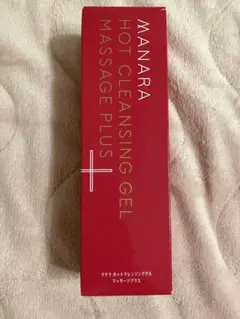 MANARA
HOT CLEANSING GEL
MASSAGE PLUS
マナラ ホットクレンジングゲル
マッサージプラス